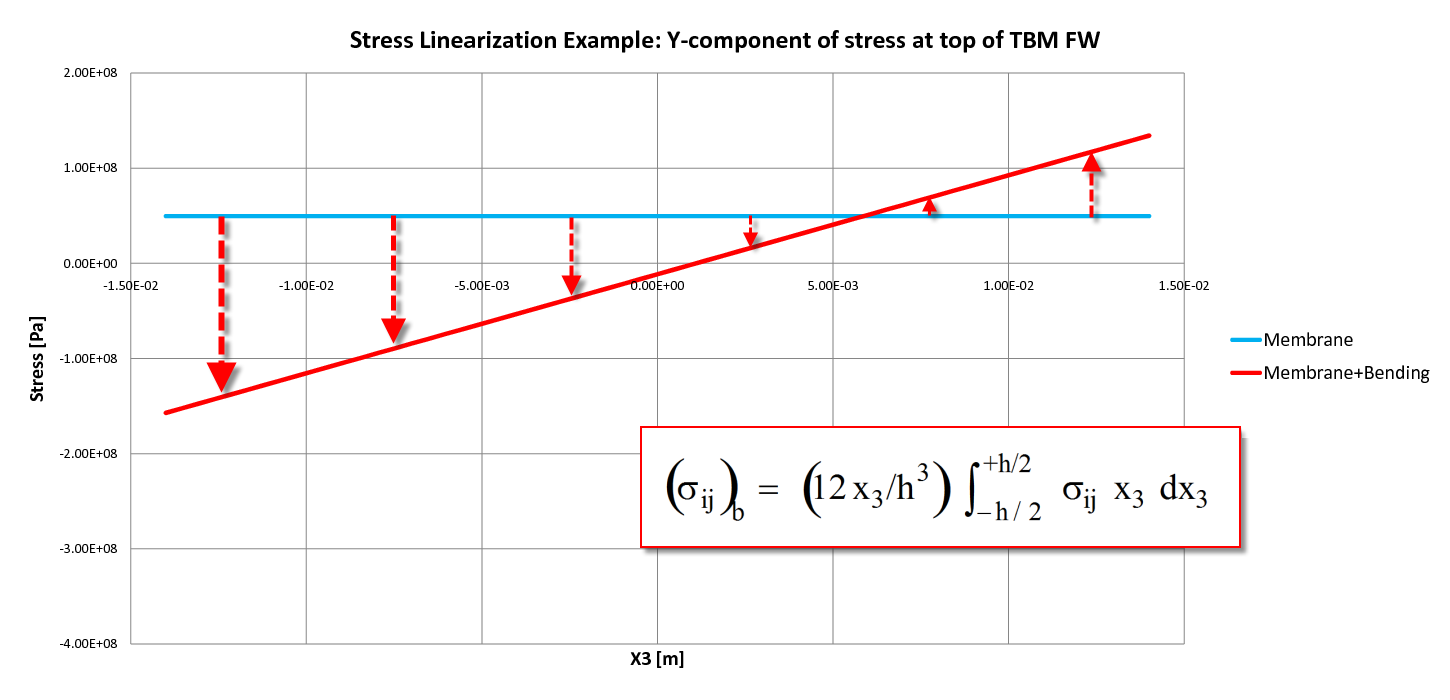 Stress Linearization Example: Y-component of stress at top of TBM FW
2.00E+08
1.00E+08
0.00E+00
-1.50E-02 -1.00E-02 -5.00E-03 0.00E+00 5.00E-03 1.00E-02 1.50E-02
Stress [Pa]
Membrane
-1.00E+08
Membrane+Bending
-2.00E+08
(σij)b = (12 x₃/h³) ∫₋h/2⁺h/2 σij x₃ dx₃
-3.00E+08
-4.00E+08
X3 [m]